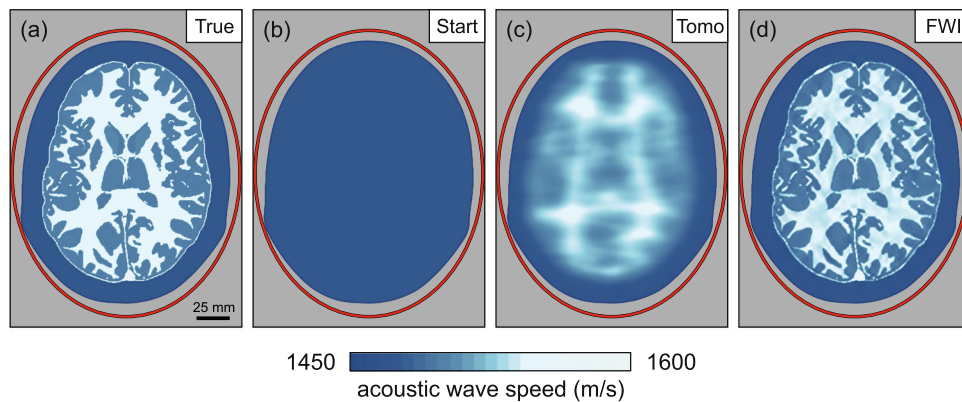 (a) True
(b) Start
(c) Tomo
(d) FWI
25 mm
1450 1600
acoustic wave speed (m/s)